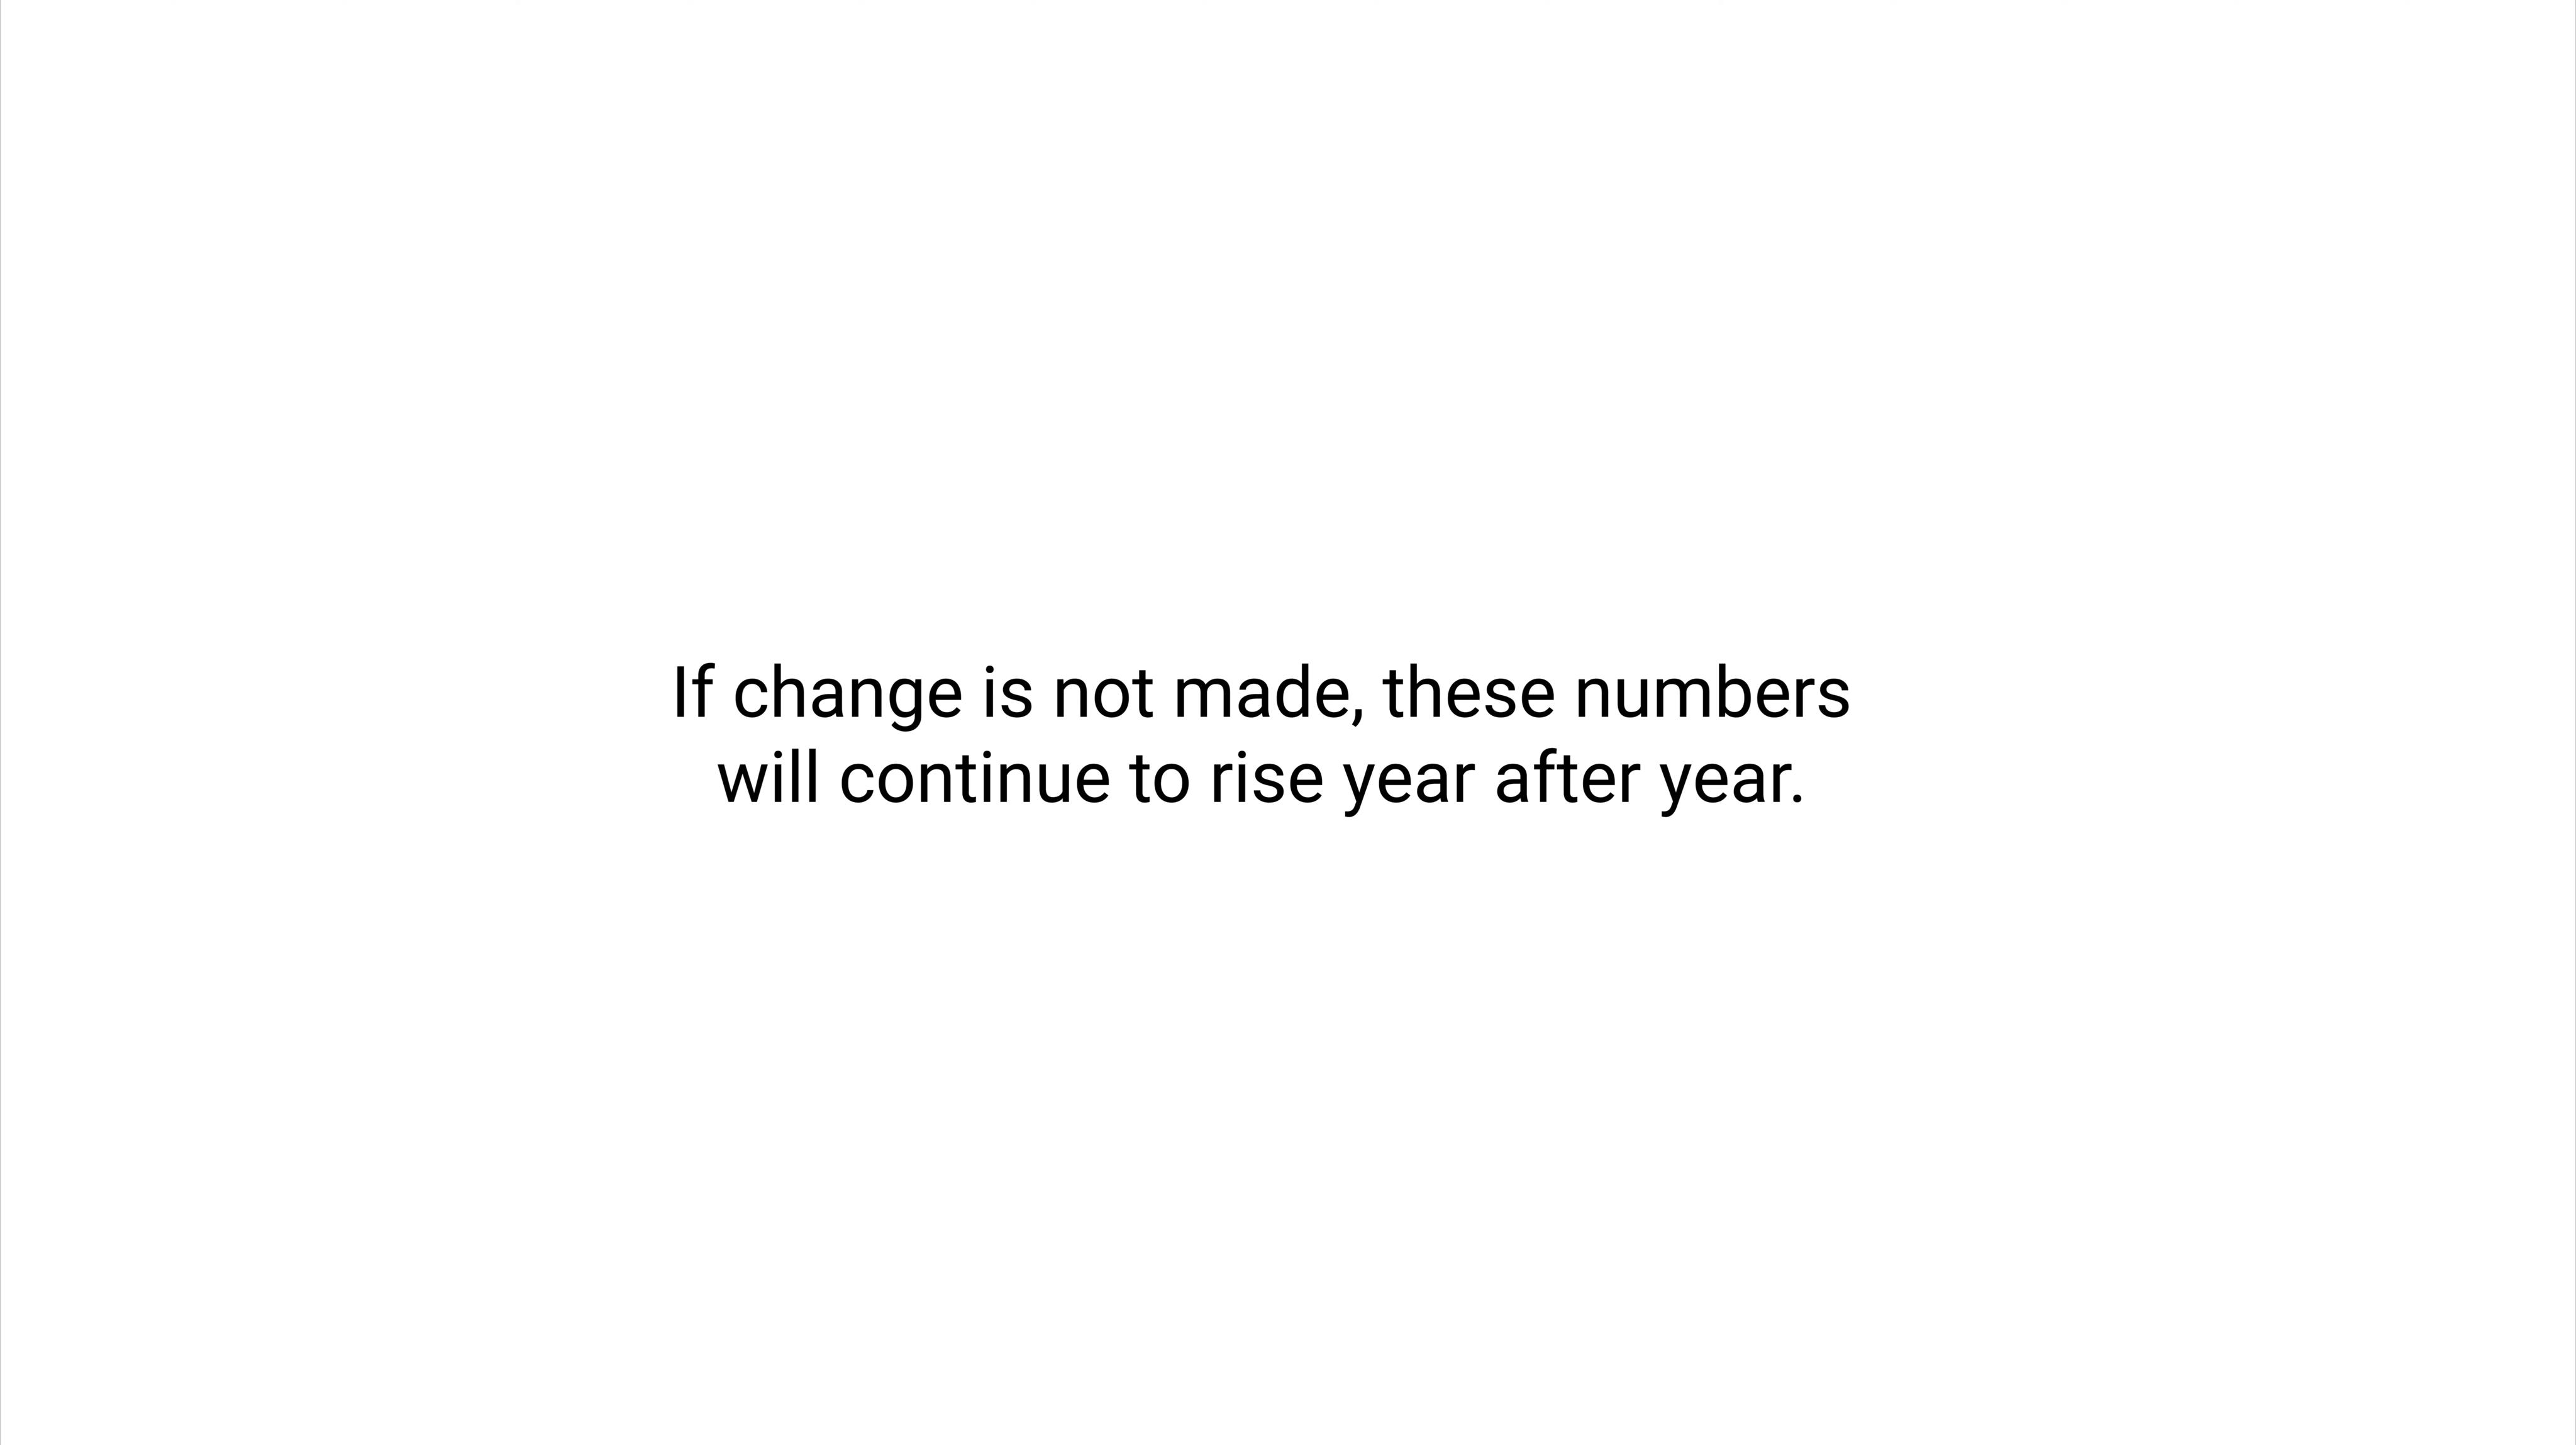 If change is not made, these numbers
will continue to rise year after year.